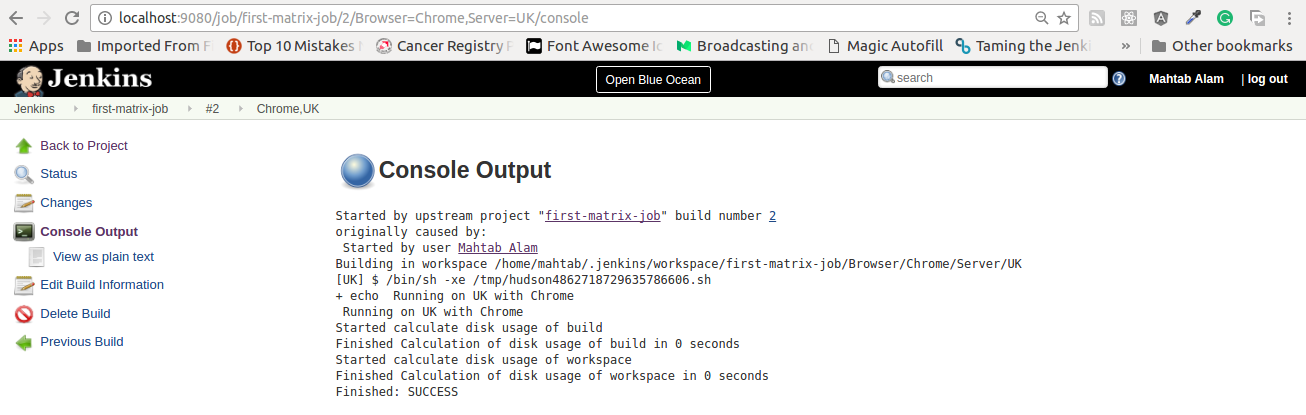 localhost:9080/job/first-matrix-job/2/Browser=Chrome,Server=UK/console
Apps Imported From F Top 10 Mistakes Cancer Registry F Font Awesome Ic Broadcasting and Magic Autofill Taming the Jenki » Other bookmarks
Jenkins Open Blue Ocean search Mahtab Alam | log out
Jenkins first-matrix-job #2 Chrome,UK
Back to Project
Status
Changes
Console Output
View as plain text
Edit Build Information
Delete Build
Previous Build
Console Output
Started by upstream project "first-matrix-job" build number 2
originally caused by:
 Started by user Mahtab Alam
Building in workspace /home/mahtab/.jenkins/workspace/first-matrix-job/Browser/Chrome/Server/UK
[UK] $ /bin/sh -xe /tmp/hudson4862718729635786606.sh
+ echo  Running on UK with Chrome
 Running on UK with Chrome
Started calculate disk usage of build
Finished Calculation of disk usage of build in 0 seconds
Started calculate disk usage of workspace
Finished Calculation of disk usage of workspace in 0 seconds
Finished: SUCCESS